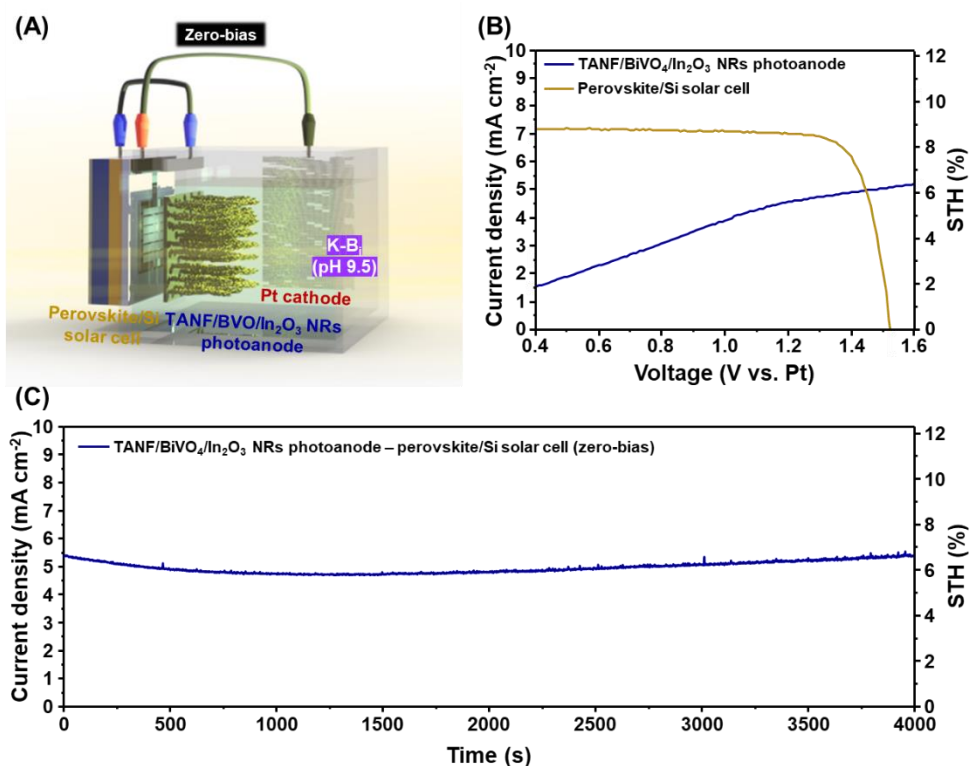 (A)
Zero-bias
K-Bi
(pH 9.5)
Pt cathode
Perovskite/Si
solar cell
TANF/BVO/In₂O₃ NRs
photoanode
(B)
TANF/BiVO₄/In₂O₃ NRs photoanode
Perovskite/Si solar cell
Current density (mA cm⁻²)
10
9
8
7
6
5
4
3
2
1
0
STH (%)
12
10
8
6
4
2
0
0.4 0.6 0.8 1.0 1.2 1.4 1.6
Voltage (V vs. Pt)
(C)
TANF/BiVO₄/In₂O₃ NRs photoanode – perovskite/Si solar cell (zero-bias)
Current density (mA cm⁻²)
10
9
8
7
6
5
4
3
2
1
0
STH (%)
12
10
8
6
4
2
0
0 500 1000 1500 2000 2500 3000 3500 4000
Time (s)